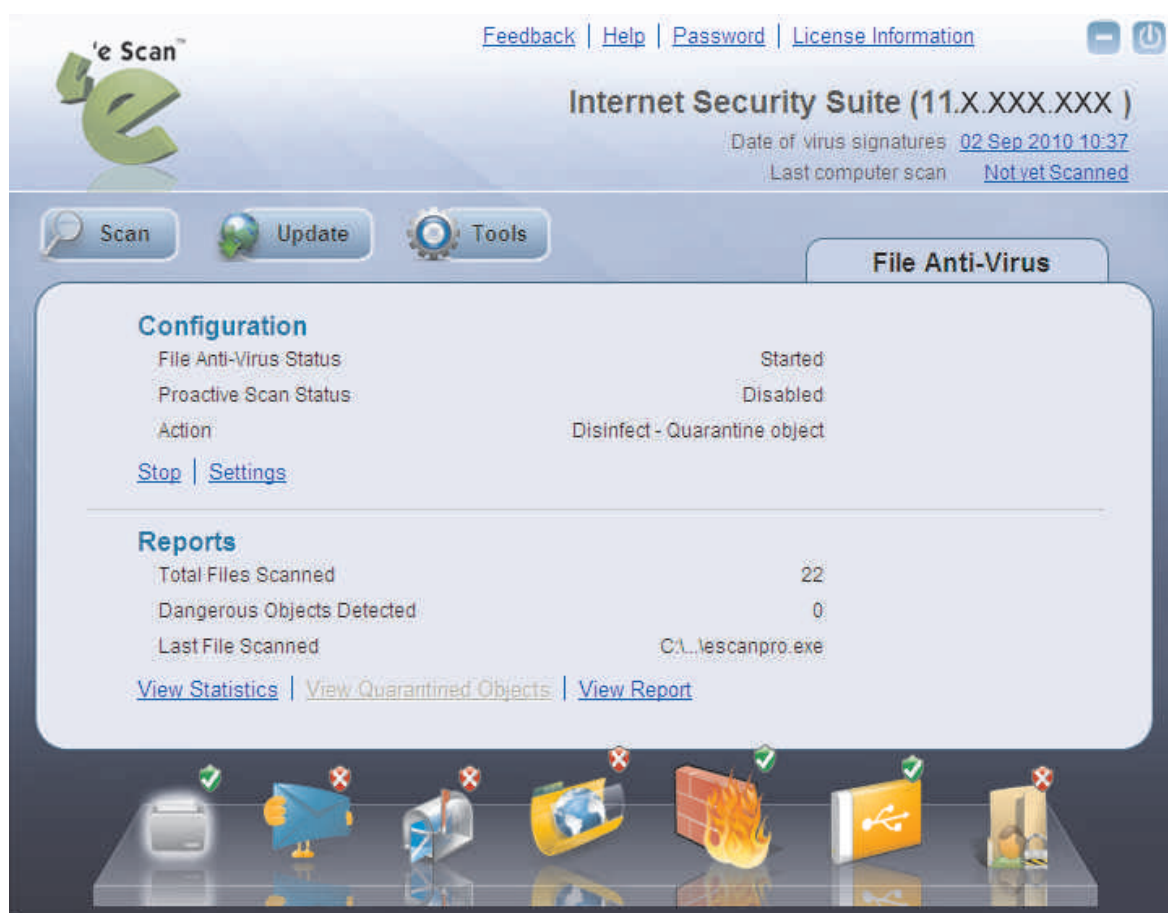 'e Scan™
Feedback | Help | Password | License Information
e
Internet Security Suite (11.X.XXX.XXX )
Date of virus signatures 02 Sep 2010 10:37
Last computer scan Not yet Scanned
Scan Update Tools
File Anti-Virus
Configuration
File Anti-Virus Status Started
Proactive Scan Status Disabled
Action Disinfect - Quarantine object
Stop | Settings
Reports
Total Files Scanned 22
Dangerous Objects Detected 0
Last File Scanned C:\...\escanpro.exe
View Statistics | View Quarantined Objects | View Report